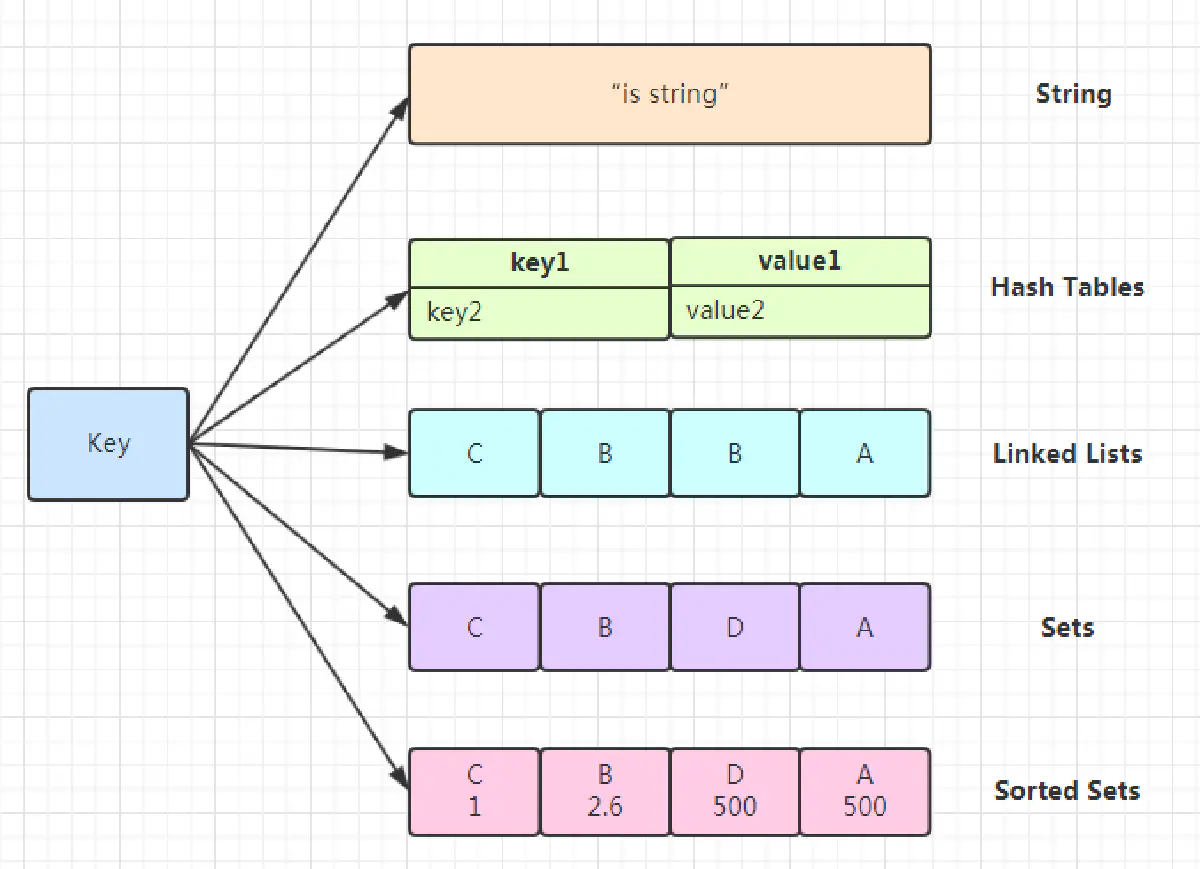 “is string”
String
key1 value1
key2 value2
Hash Tables
Key
C B B A
Linked Lists
C B D A
Sets
C B D A
1 2.6 500 500
Sorted Sets